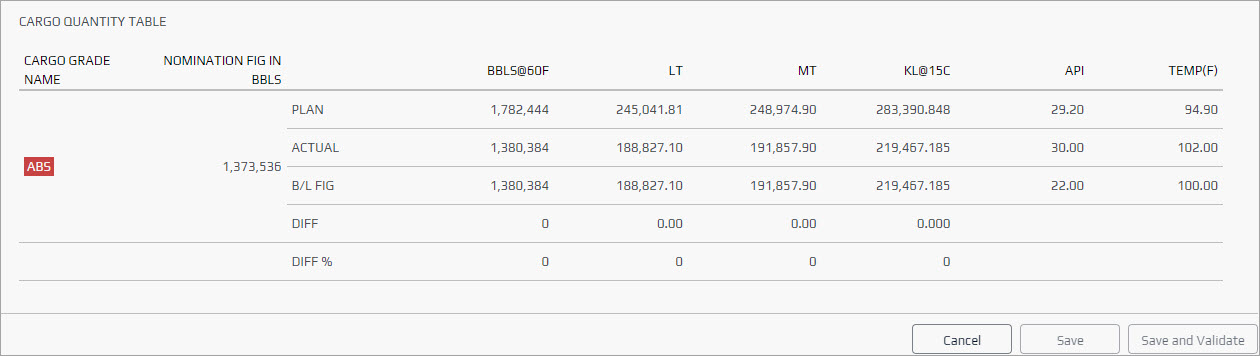 CARGO QUANTITY TABLE
CARGO GRADE NAME NOMINATION FIG IN BBLS BBLS@60F LT MT KL@15C API TEMP(F)
PLAN 1,782,444 245,041.81 248,974.90 283,390.848 29.20 94.90
ACTUAL 1,380,384 188,827.10 191,857.90 219,467.185 30.00 102.00
ABS 1,373,536
B/L FIG 1,380,384 188,827.10 191,857.90 219,467.185 22.00 100.00
DIFF 0 0.00 0.00 0.000
DIFF % 0 0 0 0
Cancel Save Save and Validate